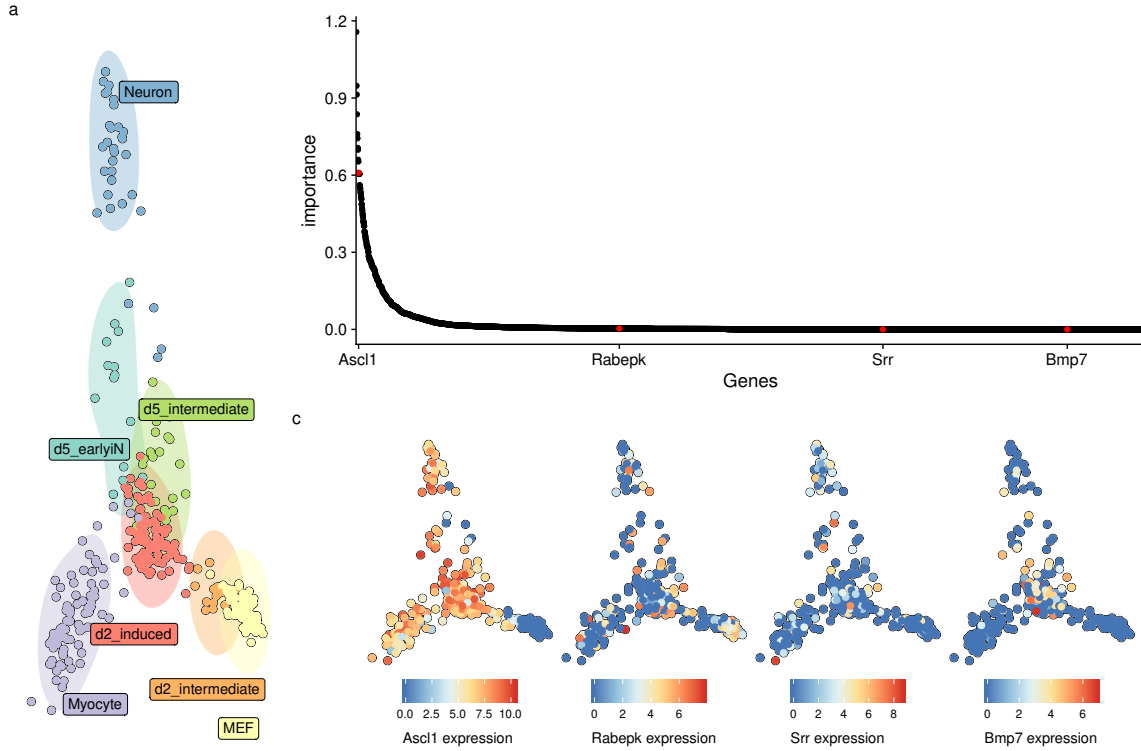 a
Neuron
d5_intermediate
d5_earlyiN
d2_induced
d2_intermediate
Myocyte
MEF
importance
1.2
0.9
0.6
0.3
0.0
Ascl1 Rabepk Srr Bmp7
Genes
c
0.0 2.5 5.0 7.5 10.0
Ascl1 expression
0 2 4 6
Rabepk expression
0 2 4 6 8
Srr expression
0 2 4 6
Bmp7 expression